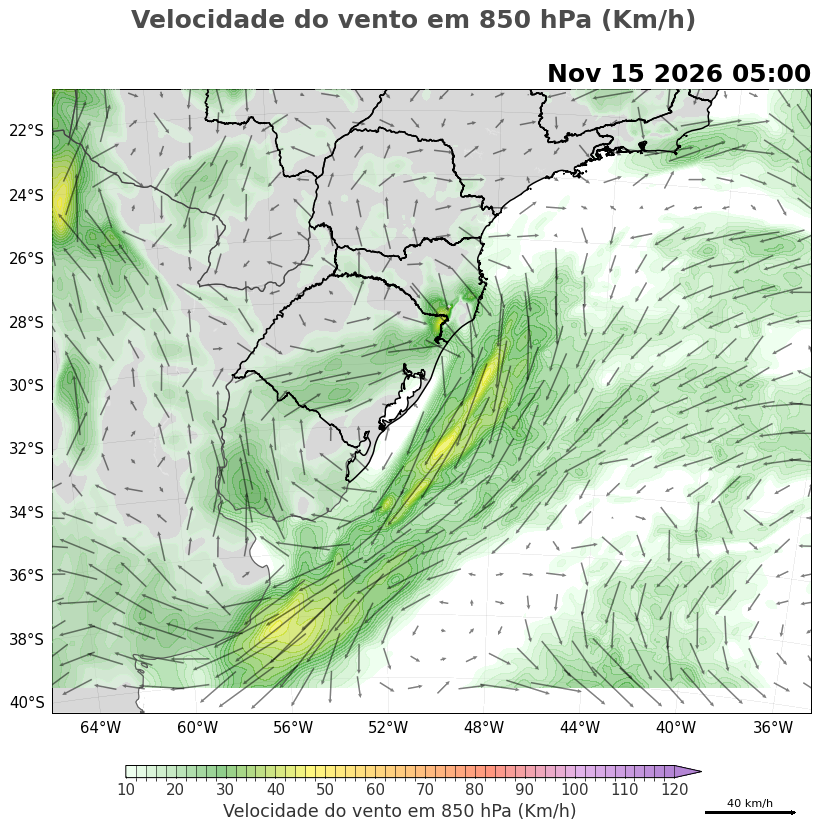 Velocidade do vento em 850 hPa (Km/h)
Nov 15 2026 05:00
22°S
24°S
26°S
28°S
30°S
32°S
34°S
36°S
38°S
40°S
64°W 60°W 56°W 52°W 48°W 44°W 40°W 36°W
10 20 30 40 50 60 70 80 90 100 110 120
Velocidade do vento em 850 hPa (Km/h)
40 km/h